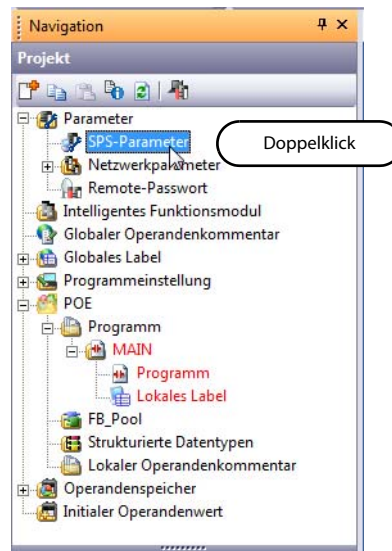 Navigation
Projekt
Parameter
SPS-Parameter
Doppelklick
Netzwerkparameter
Remote-Passwort
Intelligentes Funktionsmodul
Globaler Operandenkommentar
Globales Label
Programmeinstellung
POE
Programm
MAIN
Programm
Lokales Label
FB_Pool
Strukturierte Datentypen
Lokaler Operandenkommentar
Operandenspeicher
Initialer Operandenwert